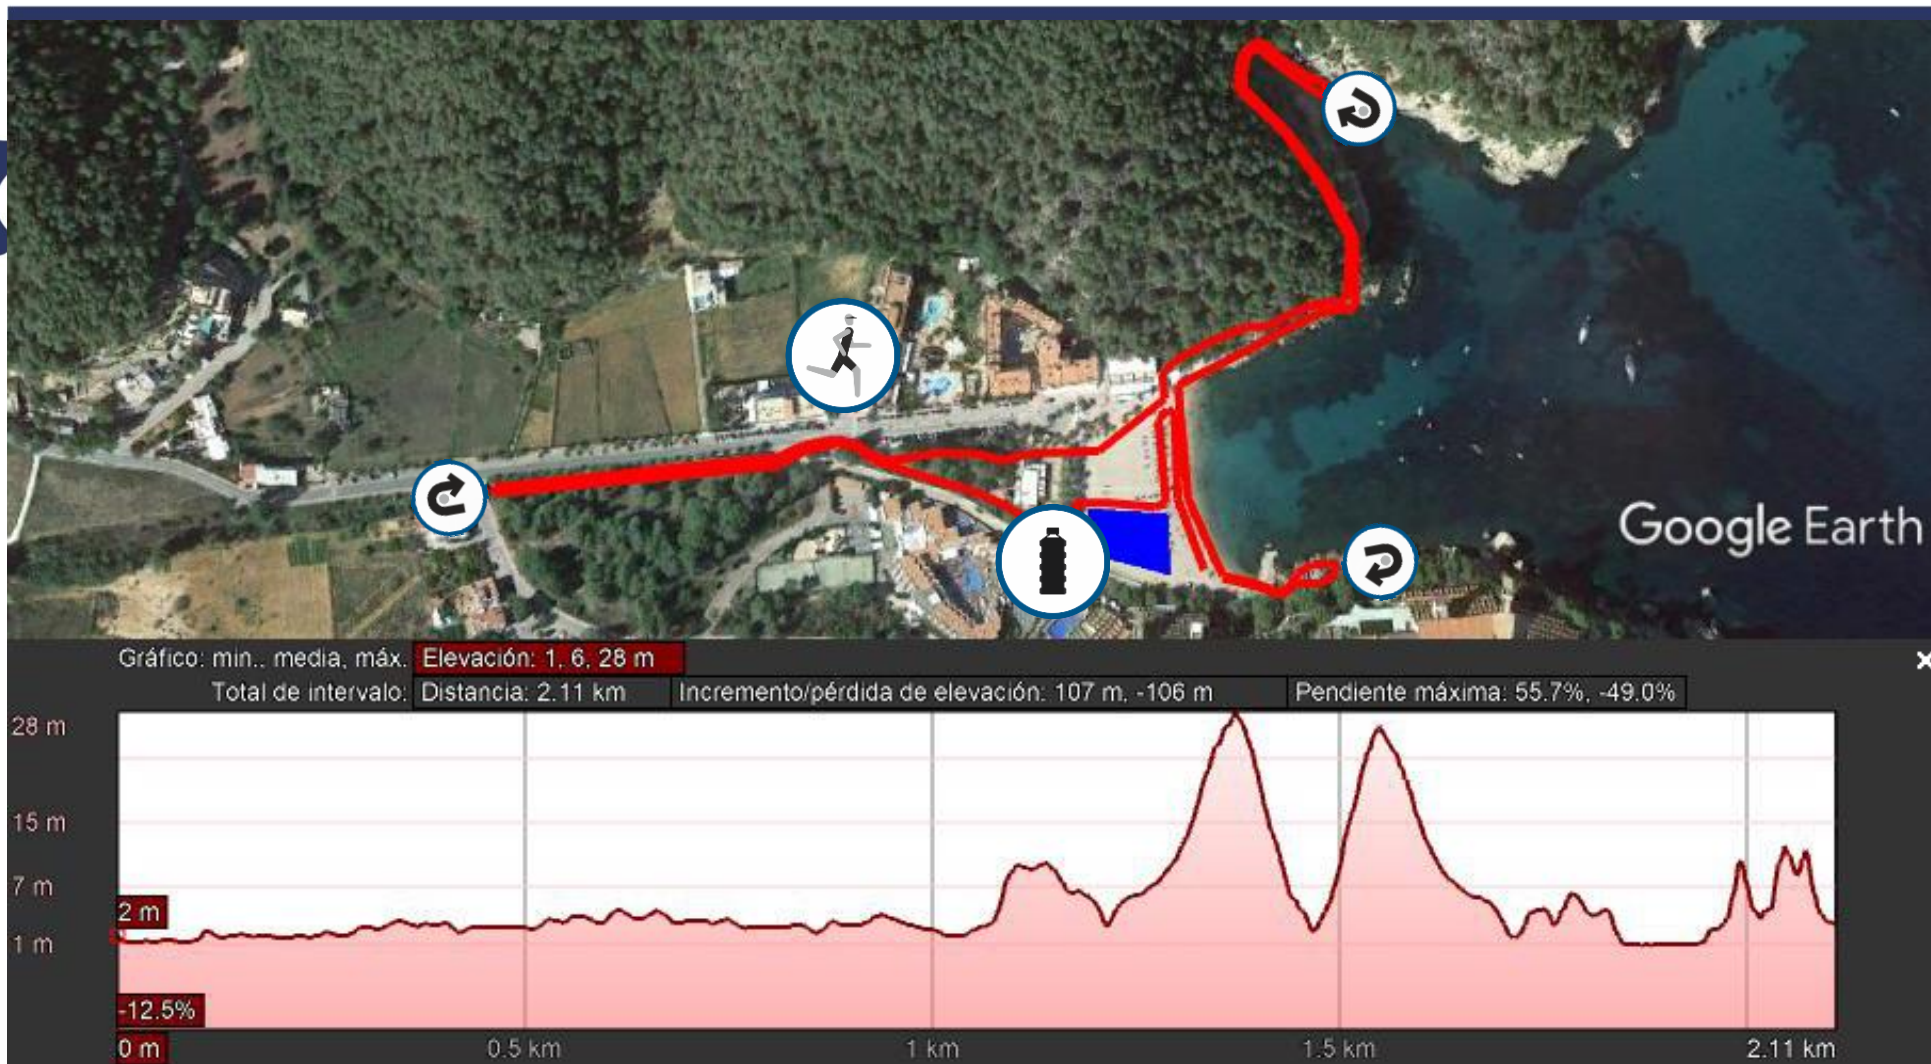 Google Earth
Gráfico: min.. media, máx. Elevación: 1, 6, 28 m
Total de intervalo: Distancia: 2.11 km Incremento/pérdida de elevación: 107 m, -106 m Pendiente máxima: 55.7%, -49.0%
28 m
15 m
7 m
2 m
1 m
-12.5%
0 m 0.5 km 1 km 1.5 km 2.11 km